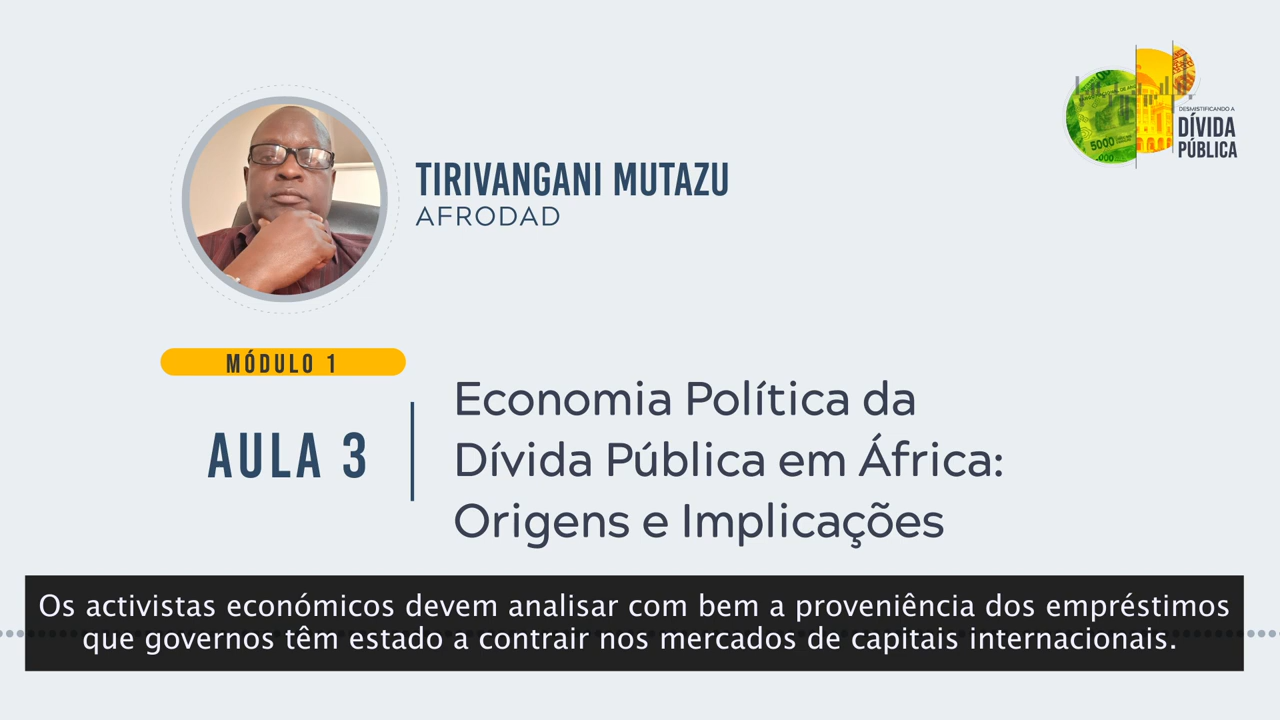 TIRIVANGANI MUTAZU
AFRODAD
DESMISTIFICANDO A
DÍVIDA
PÚBLICA
5000
MÓDULO 1
AULA 3
Economia Política da
Dívida Pública em África:
Origens e Implicações
Os activistas económicos devem analisar com bem a proveniência dos empréstimos
que governos têm estado a contrair nos mercados de capitais internacionais.